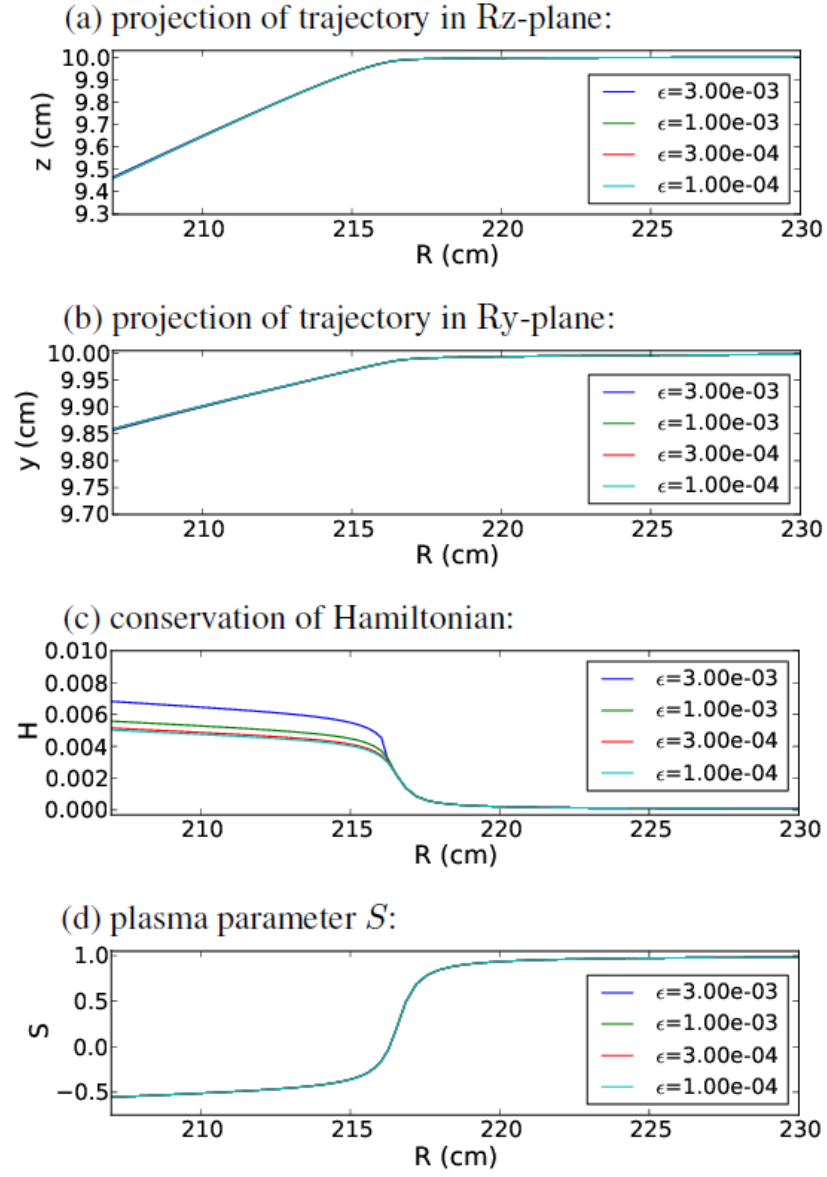 (a) projection of trajectory in Rz-plane:
10.0
9.9
9.8
9.7
9.6
9.5
9.4
9.3
z (cm)
ϵ=3.00e-03
ϵ=1.00e-03
ϵ=3.00e-04
ϵ=1.00e-04
210 215 220 225 230
R (cm)
(b) projection of trajectory in Ry-plane:
10.00
9.95
9.90
9.85
9.80
9.75
9.70
y (cm)
ϵ=3.00e-03
ϵ=1.00e-03
ϵ=3.00e-04
ϵ=1.00e-04
210 215 220 225 230
R (cm)
(c) conservation of Hamiltonian:
0.010
0.008
0.006
0.004
0.002
0.000
H
ϵ=3.00e-03
ϵ=1.00e-03
ϵ=3.00e-04
ϵ=1.00e-04
210 215 220 225 230
R (cm)
(d) plasma parameter S:
1.0
0.5
0.0
−0.5
S
ϵ=3.00e-03
ϵ=1.00e-03
ϵ=3.00e-04
ϵ=1.00e-04
210 215 220 225 230
R (cm)